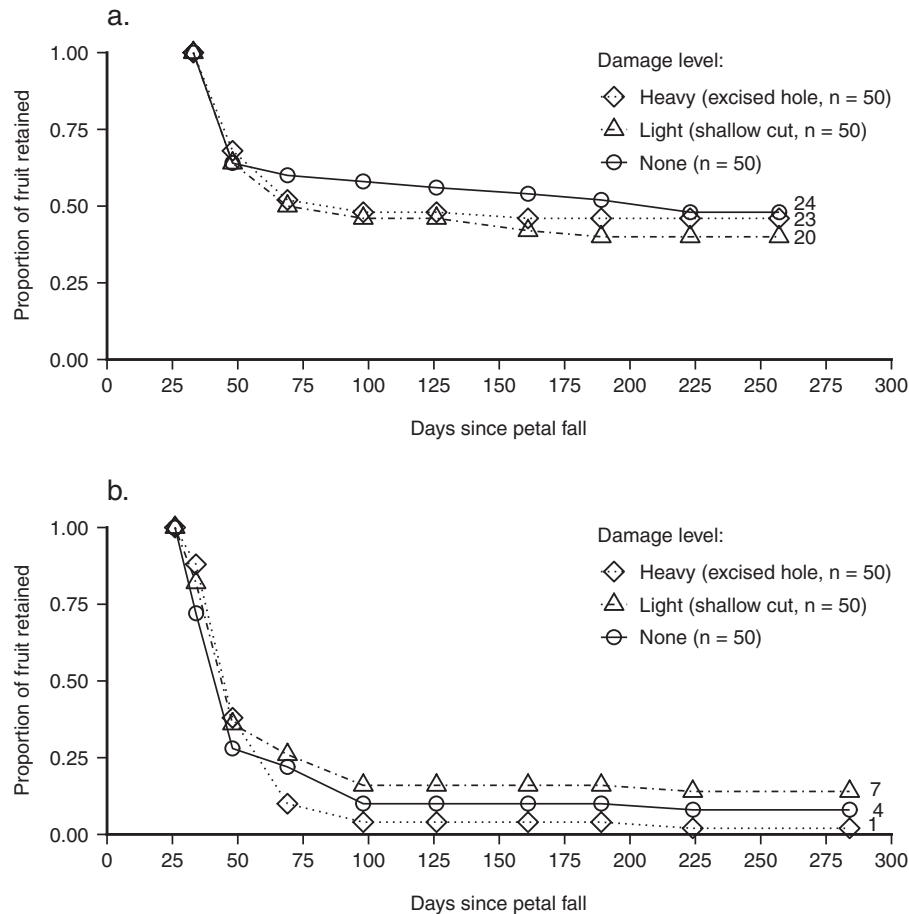 a.
Proportion of fruit retained
1.00
0.75
0.50
0.25
0.00
Damage level:
Heavy (excised hole, n = 50)
Light (shallow cut, n = 50)
None (n = 50)
24
23
20
0 25 50 75 100 125 150 175 200 225 250 275 300
Days since petal fall
b.
Proportion of fruit retained
1.00
0.75
0.50
0.25
0.00
Damage level:
Heavy (excised hole, n = 50)
Light (shallow cut, n = 50)
None (n = 50)
7
4
1
0 25 50 75 100 125 150 175 200 225 250 275 300
Days since petal fall